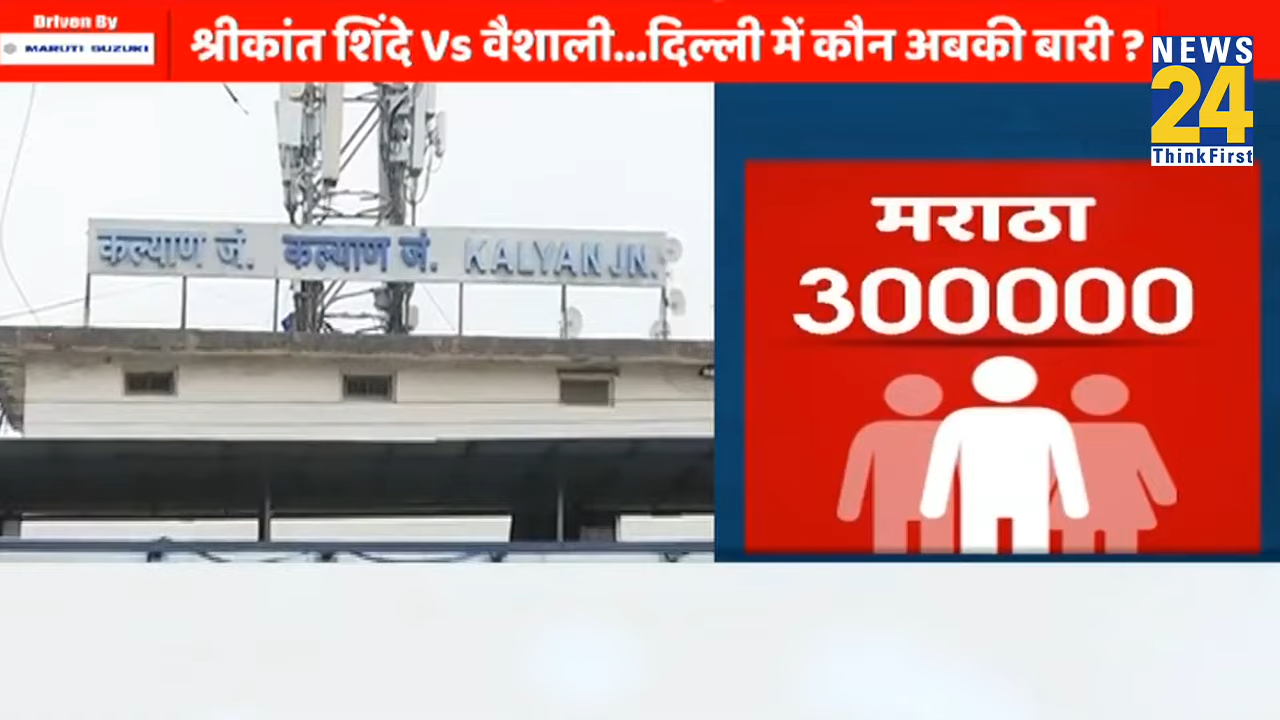 Driven By
MARUTI SUZUKI
श्रीकांत शिंदे Vs वैशाली...दिल्ली में कौन अबकी बारी ?
NEWS
24
ThinkFirst
कल्याण जं. कल्याण जं. KALYAN JN.
मराठा
300000